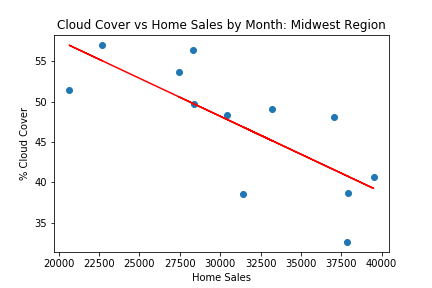 Cloud Cover vs Home Sales by Month: Midwest Region
% Cloud Cover
55
50
45
40
35
20000 22500 25000 27500 30000 32500 35000 37500 40000
Home Sales